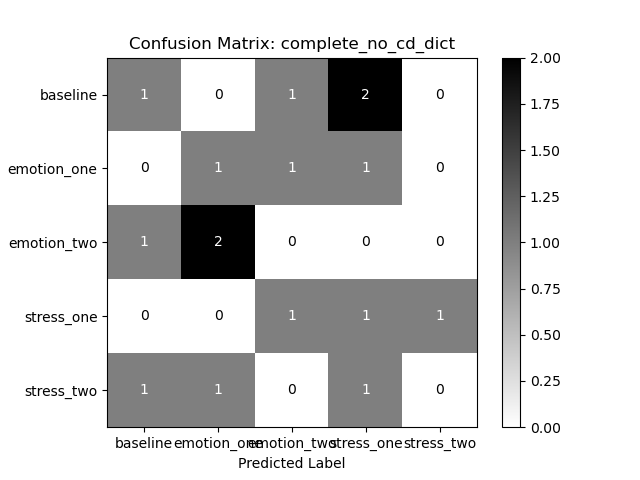 Confusion Matrix: complete_no_cd_dict
baseline 1 0 1 2 0
emotion_one 0 1 1 1 0
emotion_two 1 2 0 0 0
stress_one 0 0 1 1 1
stress_two 1 1 0 1 0
baseline emotion_one emotion_two stress_one stress_two
Predicted Label
2.00
1.75
1.50
1.25
1.00
0.75
0.50
0.25
0.00